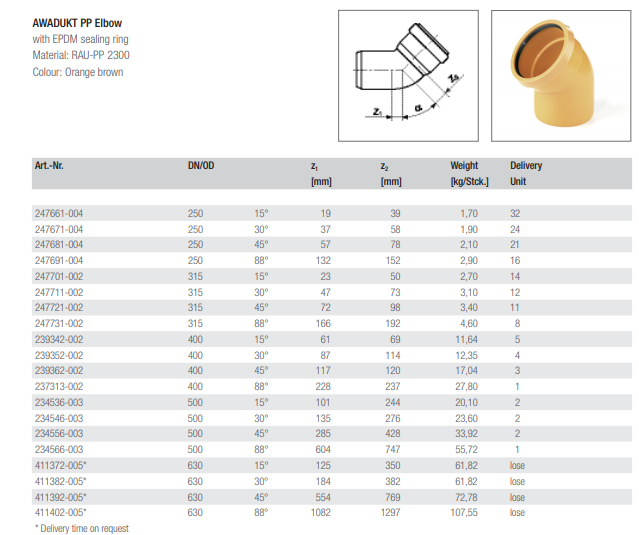 AWADUKT PP Elbow
with EPDM sealing ring
Material: RAU-PP 2300
Colour: Orange brown
z₂
z₁
α
Art.-Nr. DN/OD z₁ z₂ Weight Delivery
[mm] [mm] [kg/Stck.] Unit
247661-004 250 15° 19 39 1,70 32
247671-004 250 30° 37 58 1,90 24
247681-004 250 45° 57 78 2,10 21
247691-004 250 88° 132 152 2,90 16
247701-002 315 15° 23 50 2,70 14
247711-002 315 30° 47 73 3,10 12
247721-002 315 45° 72 98 3,40 11
247731-002 315 88° 166 192 4,60 8
239342-002 400 15° 61 69 11,64 5
239352-002 400 30° 87 114 12,35 4
239362-002 400 45° 117 120 17,04 3
237313-002 400 88° 228 237 27,80 1
234536-003 500 15° 101 244 20,10 2
234546-003 500 30° 135 276 23,60 2
234556-003 500 45° 285 428 33,92 2
234566-003 500 88° 604 747 55,72 1
411372-005* 630 15° 125 350 61,82 lose
411382-005* 630 30° 184 382 61,82 lose
411392-005* 630 45° 554 769 72,78 lose
411402-005* 630 88° 1082 1297 107,55 lose
* Delivery time on request